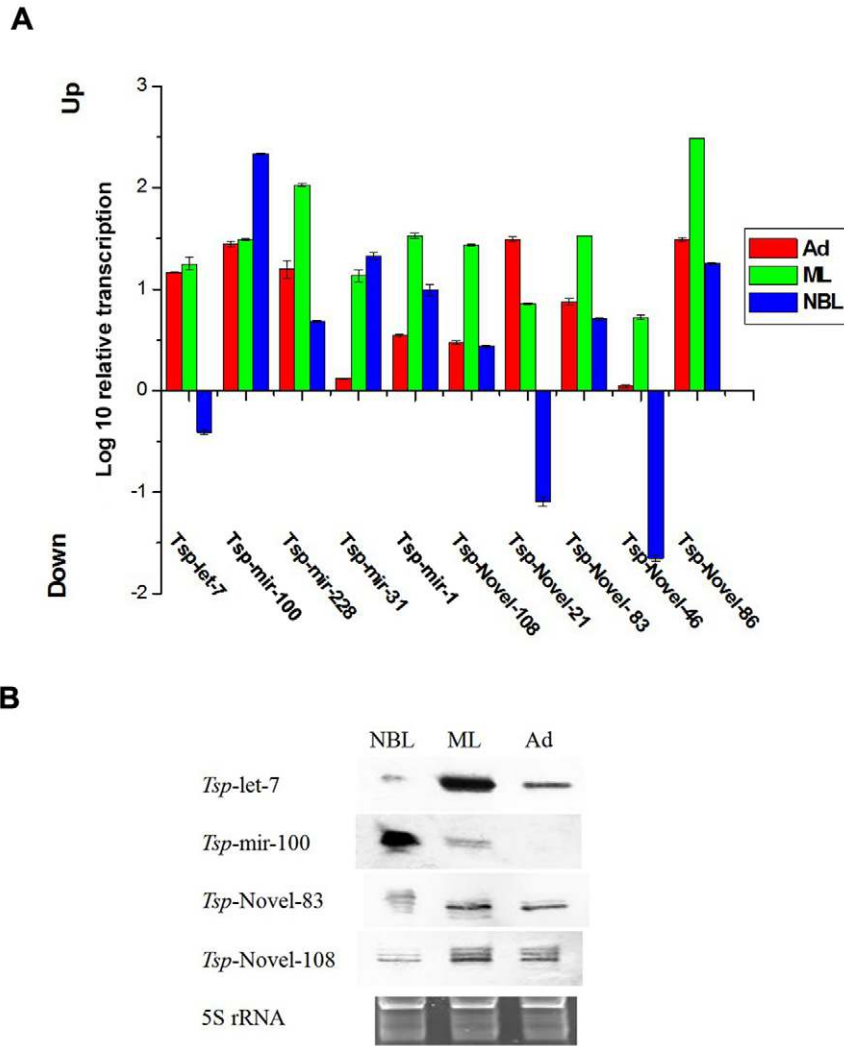 A
Up
Down
Log 10 relative transcription
3
2
1
0
-1
-2
Ad
ML
NBL
Tsp-let-7
Tsp-mir-100
Tsp-mir-228
Tsp-mir-31
Tsp-mir-1
Tsp-Novel-108
Tsp-Novel-21
Tsp-Novel- 83
Tsp-Novel-46
Tsp-Novel-86
B
NBL ML Ad
Tsp-let-7
Tsp-mir-100
Tsp-Novel-83
Tsp-Novel-108
5S rRNA